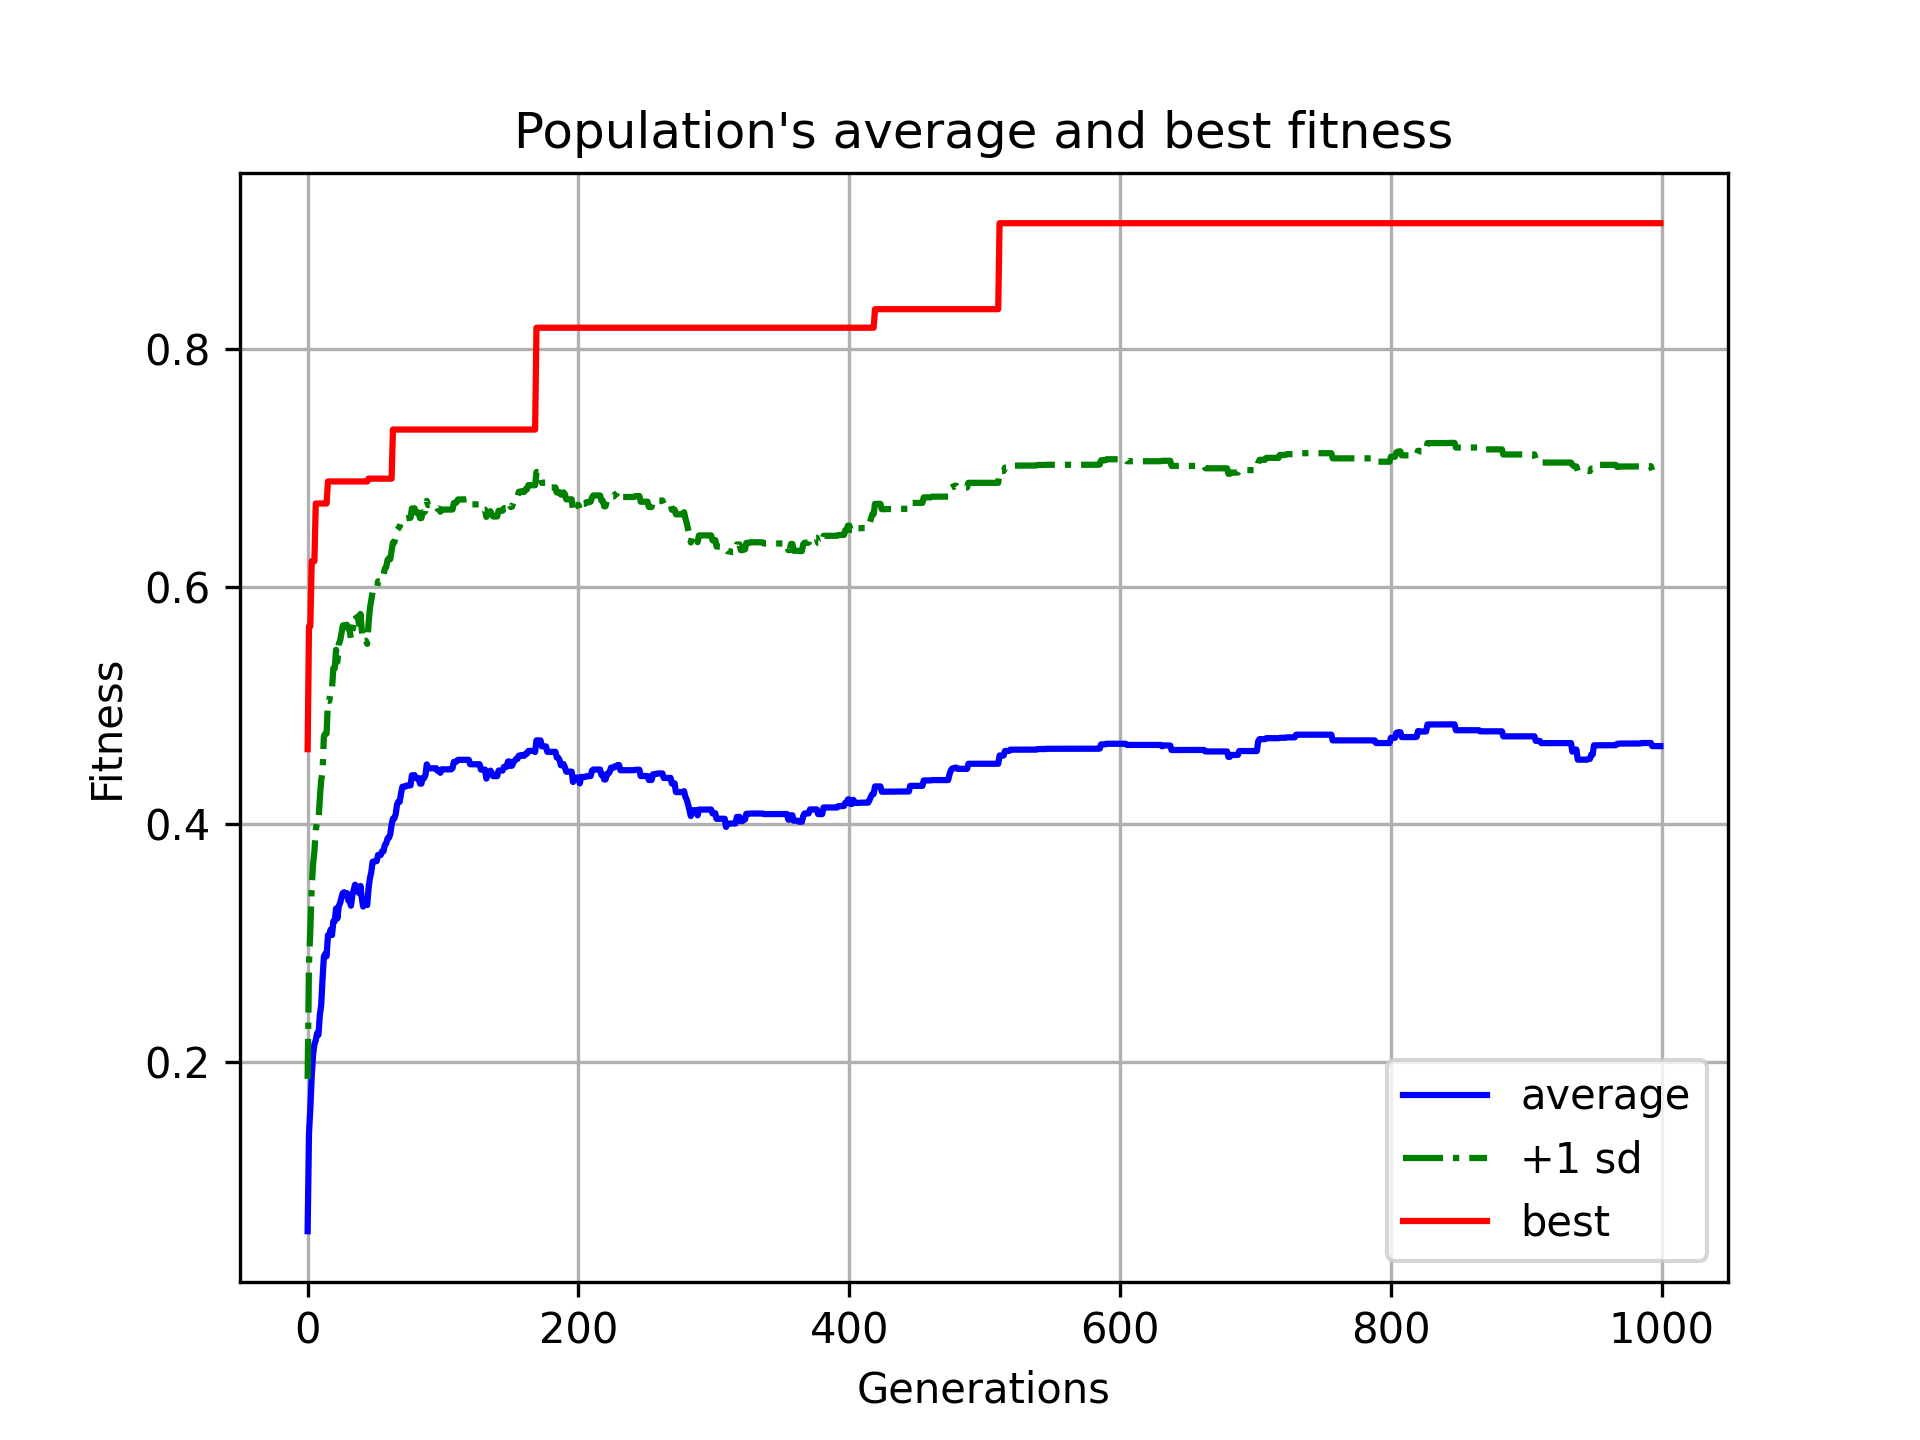 Population's average and best fitness
Fitness
0.8
0.6
0.4
0.2
average
+1 sd
best
0 200 400 600 800 1000
Generations